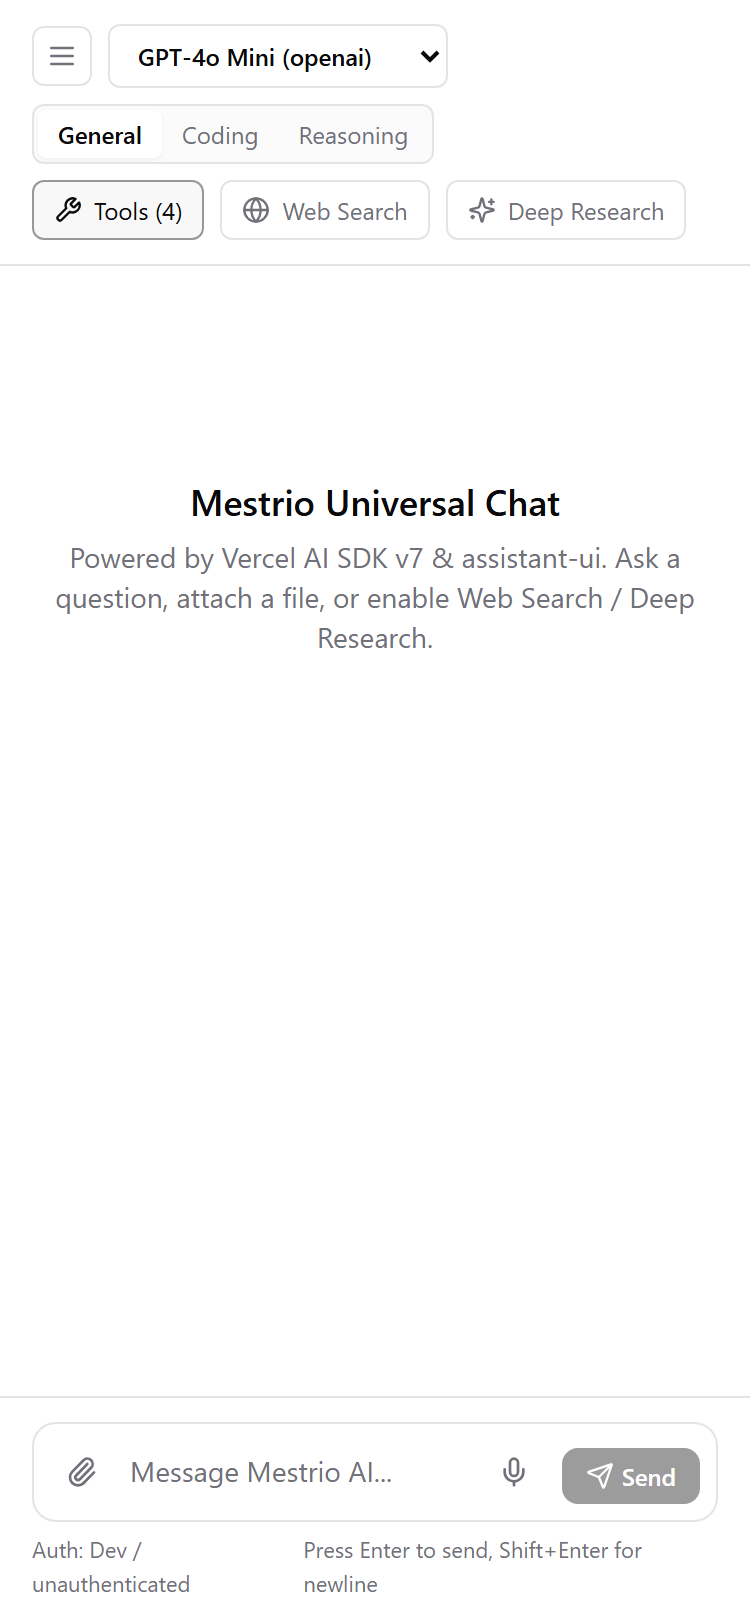 GPT-4o Mini (openai)
General Coding Reasoning
Tools (4) Web Search Deep Research
Mestrio Universal Chat
Powered by Vercel AI SDK v7 & assistant-ui. Ask a
question, attach a file, or enable Web Search / Deep
Research.
Message Mestrio AI...
Send
Auth: Dev /
unauthenticated
Press Enter to send, Shift+Enter for
newline